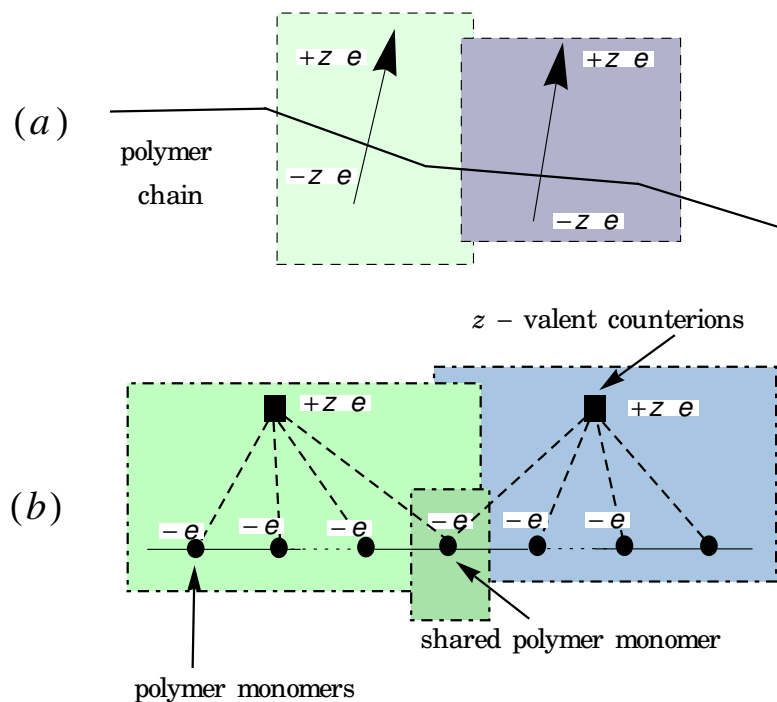 +z e
+z e
(a)
polymer
chain
−z e
−z e
z – valent counterions
+z e
+z e
(b)
−e
−e
−e
−e
−e
−e
shared polymer monomer
polymer monomers